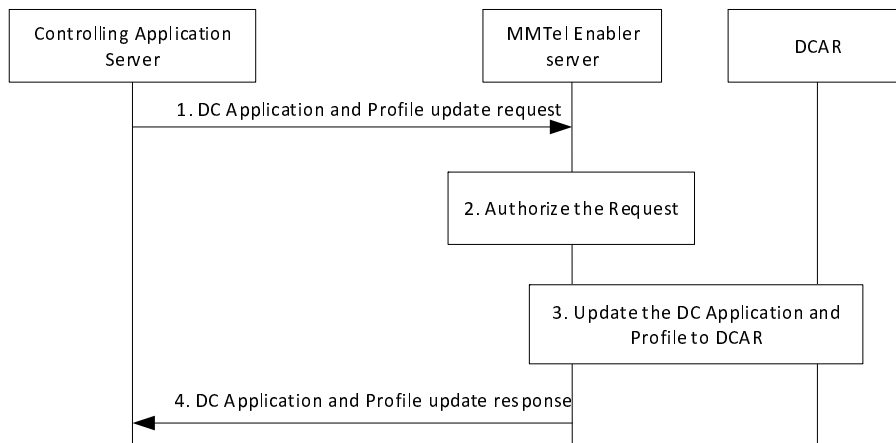 Controlling Application
Server
MMTel Enabler
server
DCAR
1. DC Application and Profile update request
2. Authorize the Request
3. Update the DC Application and
Profile to DCAR
4. DC Application and Profile update response